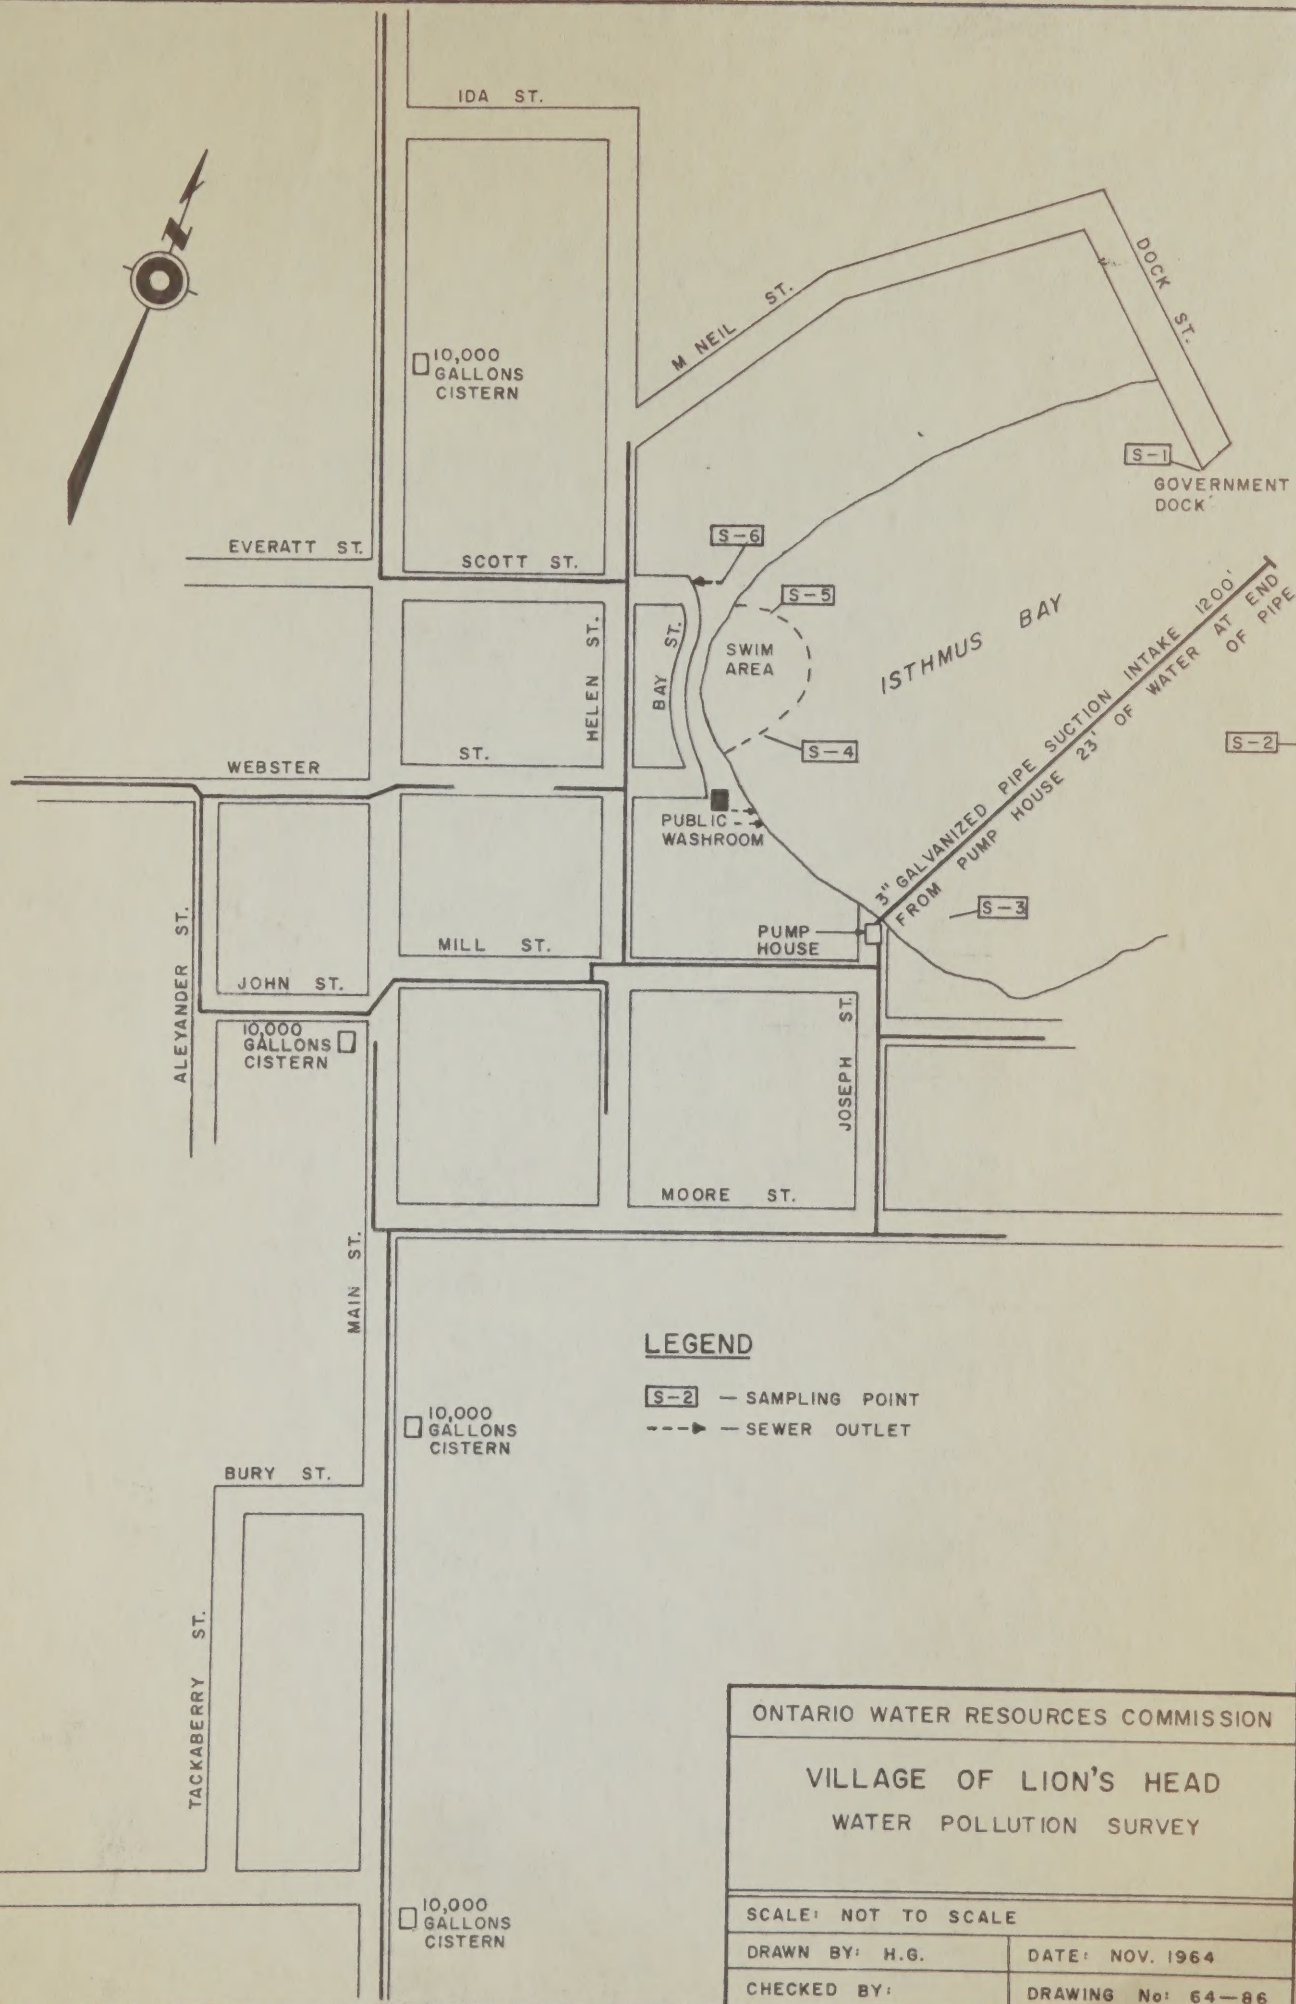 IDA ST.
N
DOCK ST.
M NEIL ST.
10,000
GALLONS
CISTERN
S-1
GOVERNMENT
DOCK
EVERATT ST.
SCOTT ST.
S-6
S-5
SWIM
AREA
HELEN ST.
BAY ST.
ISTHMUS BAY
S-4
S-2
WEBSTER ST.
3" GALVANIZED PIPE SUCTION INTAKE 1200'
FROM PUMP HOUSE 23' OF WATER AT END
OF PIPE
PUBLIC
WASHROOM
S-3
PUMP
HOUSE
ALEYANDER ST.
MILL ST.
JOHN ST.
10,000
GALLONS
CISTERN
JOSEPH ST.
MOORE ST.
MAIN ST.
LEGEND
S-2 — SAMPLING POINT
— SEWER OUTLET
10,000
GALLONS
CISTERN
BURY ST.
TACKABERRY ST.
10,000
GALLONS
CISTERN
ONTARIO WATER RESOURCES COMMISSION
VILLAGE OF LION'S HEAD
WATER POLLUTION SURVEY
SCALE: NOT TO SCALE
DRAWN BY: H.G.
DATE: NOV. 1964
CHECKED BY:
DRAWING No: 64-86